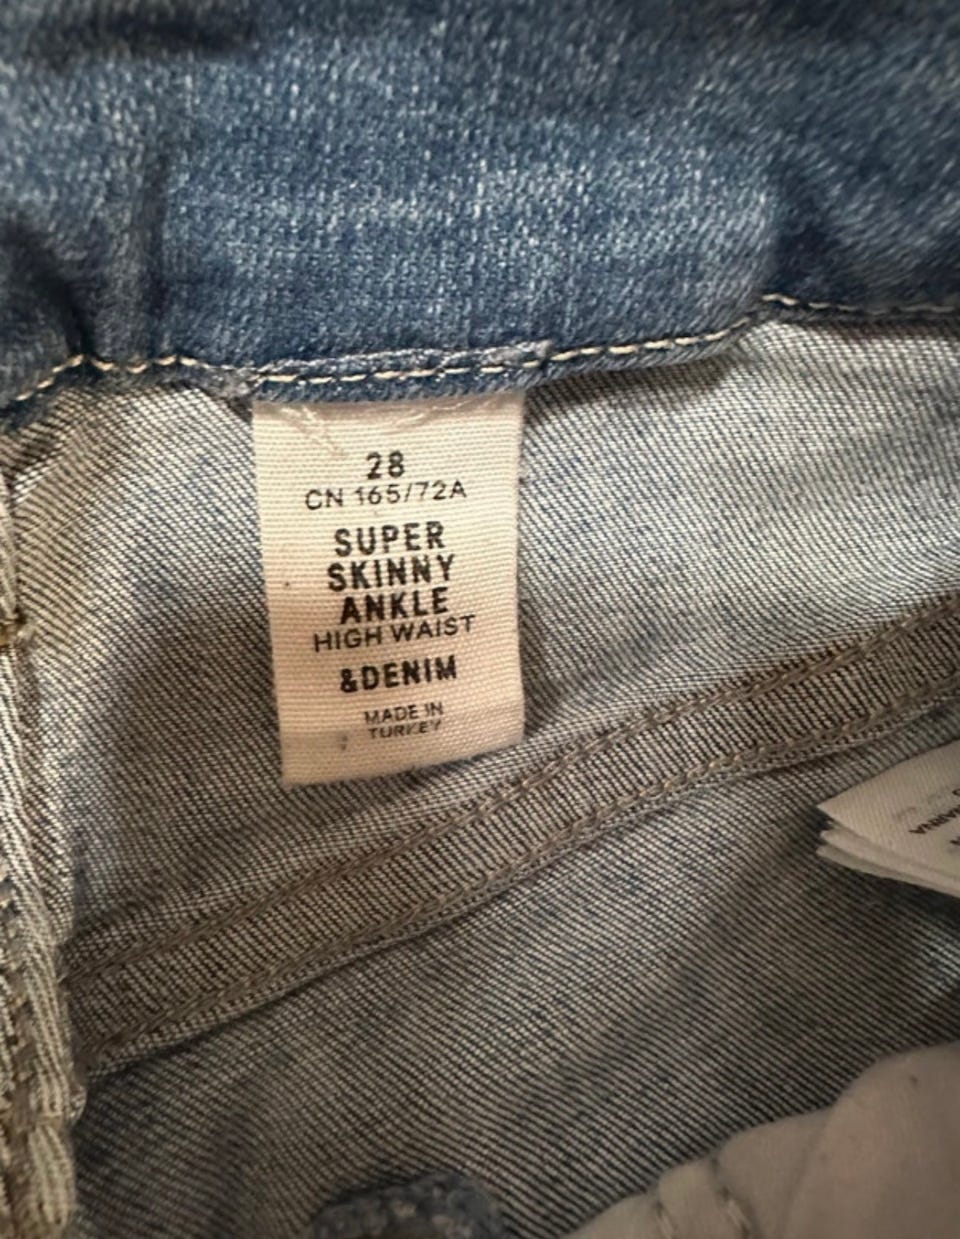 28
CN 165/72A
SUPER
SKINNY
ANKLE
HIGH WAIST
&DENIM
MADE IN
TURKEY